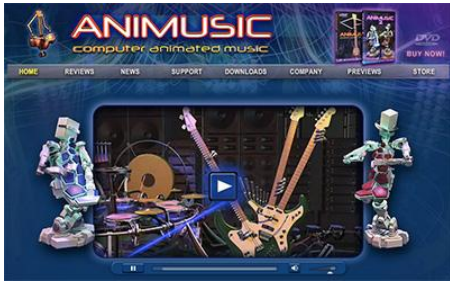 ANIMUSIC
computer animated music
DVD
BUY NOW!
HOME REVIEWS NEWS SUPPORT DOWNLOADS COMPANY PREVIEWS STORE